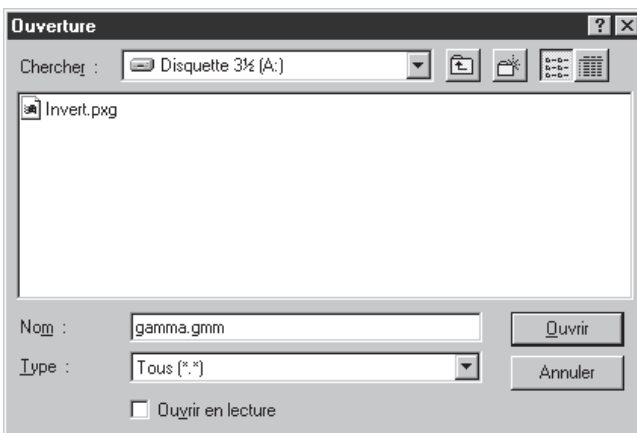 Ouverture
Chercher : Disquette 3½ (A:)
Invert.pxg
Nom : gamma.gmm Ouvrir
Type : Tous (*.*) Annuler
Ouvrir en lecture